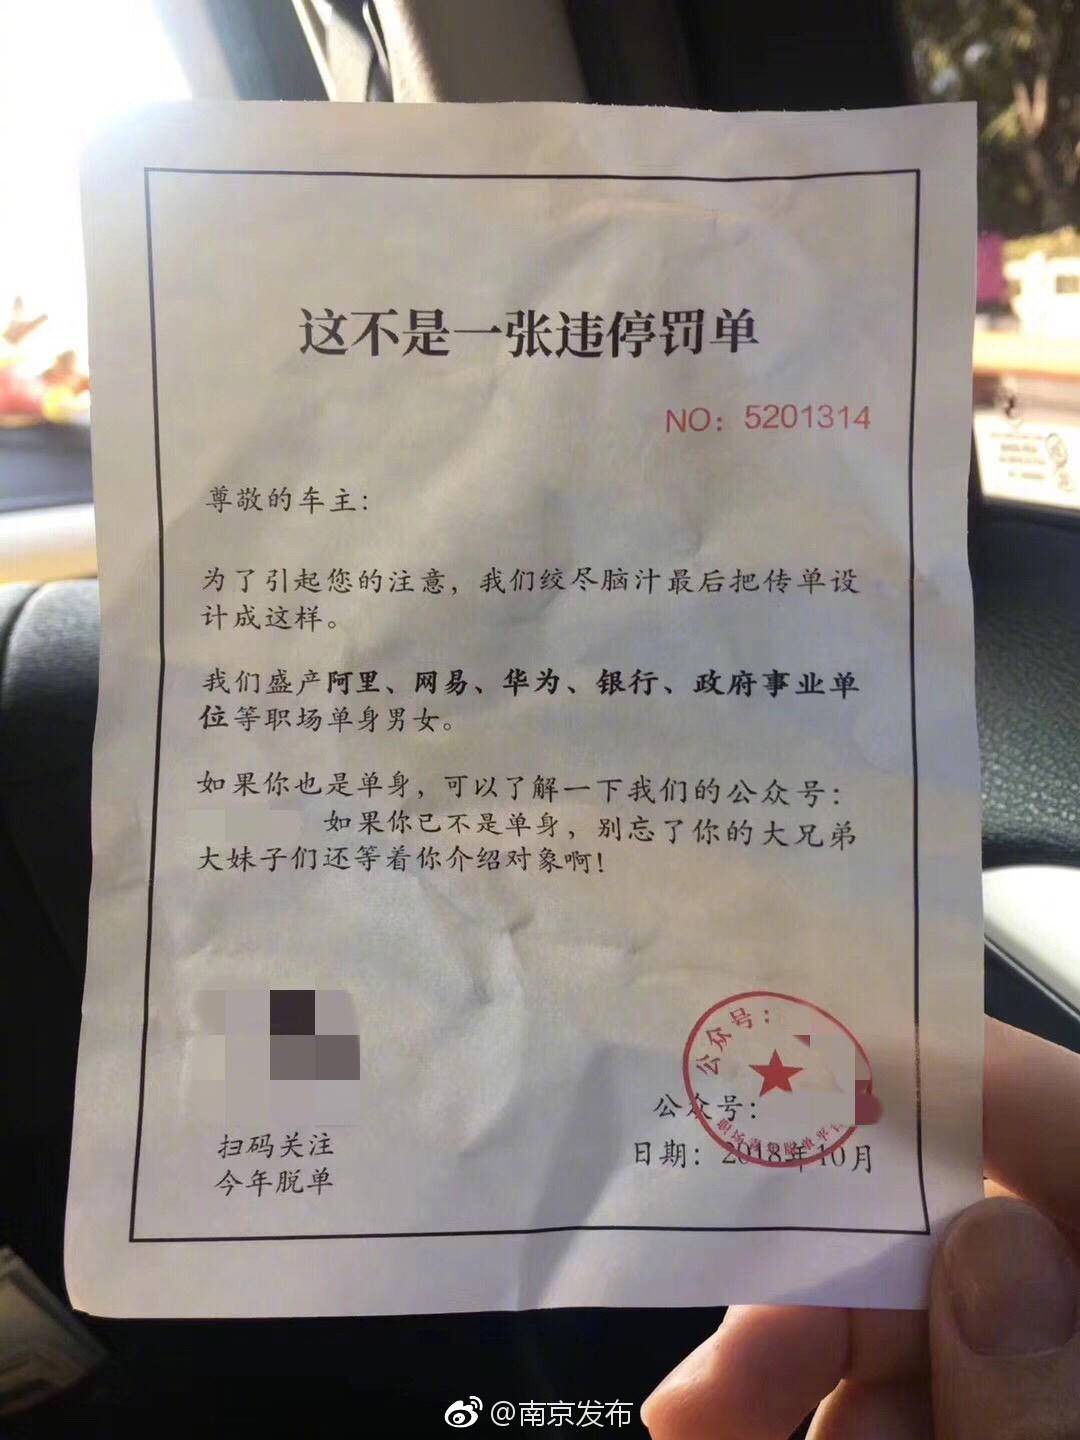 这不是一张违停罚单
NO: 5201314
尊敬的车主:
为了引起您的注意，我们绞尽脑汁最后把传单设
计成这样。
我们盛产阿里、网易、华为、银行、政府事业单
位等职场单身男女。
如果你也是单身，可以了解一下我们的公众号:
如果你已不是单身，别忘了你的大兄弟
大妹子们还等着你介绍对象啊!
扫码关注
今年脱单
公众号:
公众号:
职场 脱单平台
日期: 2018年10月
@南京发布